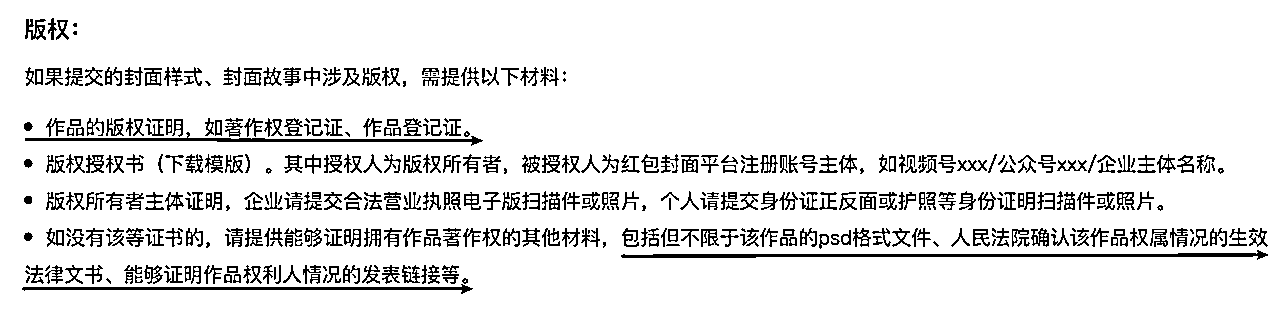 版权：
如果提交的封面样式、封面故事中涉及版权，需提供以下材料：
• 作品的版权证明，如著作权登记证、作品登记证。
• 版权授权书（下载模版）。其中授权人为版权所有者，被授权人为红包封面平台注册账号主体，如视频号xxx/公众号xxx/企业主体名称。
• 版权所有者主体证明，企业请提交合法营业执照电子版扫描件或照片，个人请提交身份证正反面或护照等身份证明扫描件或照片。
• 如没有该等证书的，请提供能够证明拥有作品著作权的其他材料，包括但不限于该作品的psd格式文件、人民法院确认该作品权属情况的生效
法律文书、能够证明作品权利人情况的发表链接等。